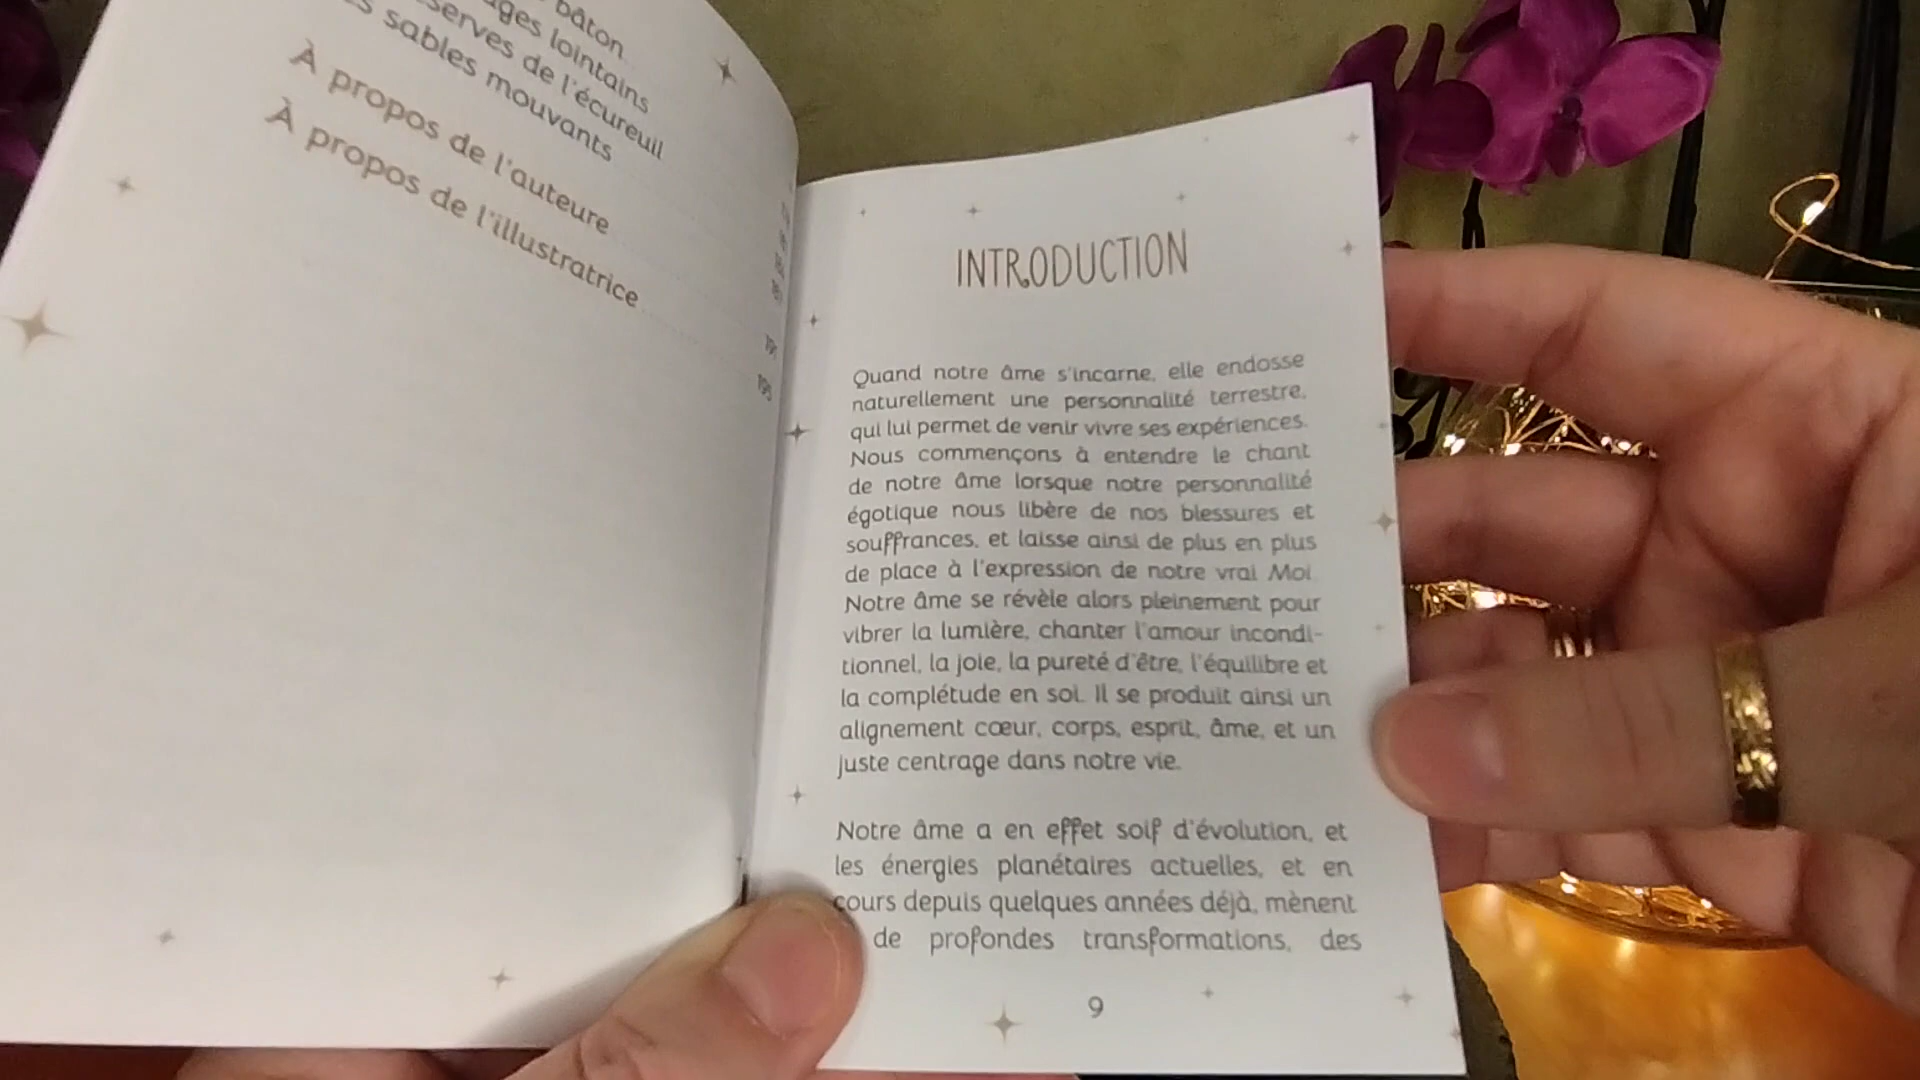 bâton
lointains
de l'écureuil
sables mouvants
À propos de l'auteure
191
À propos de l'illustratrice
195
INTRODUCTION
Quand notre âme s'incarne, elle endosse
naturellement une personnalité terrestre,
qui lui permet de venir vivre ses expériences.
Nous commençons à entendre le chant
de notre âme lorsque notre personnalité
égotique nous libère de nos blessures et
souffrances, et laisse ainsi de plus en plus
de place à l'expression de notre vrai Moi.
Notre âme se révèle alors pleinement pour
vibrer la lumière, chanter l'amour incondi-
tionnel, la joie, la pureté d'être, l'équilibre et
la complétude en soi. Il se produit ainsi un
alignement cœur, corps, esprit, âme, et un
juste centrage dans notre vie.
Notre âme a en effet soif d'évolution, et
les énergies planétaires actuelles, et en
cours depuis quelques années déjà, mènent
de profondes transformations, des
9